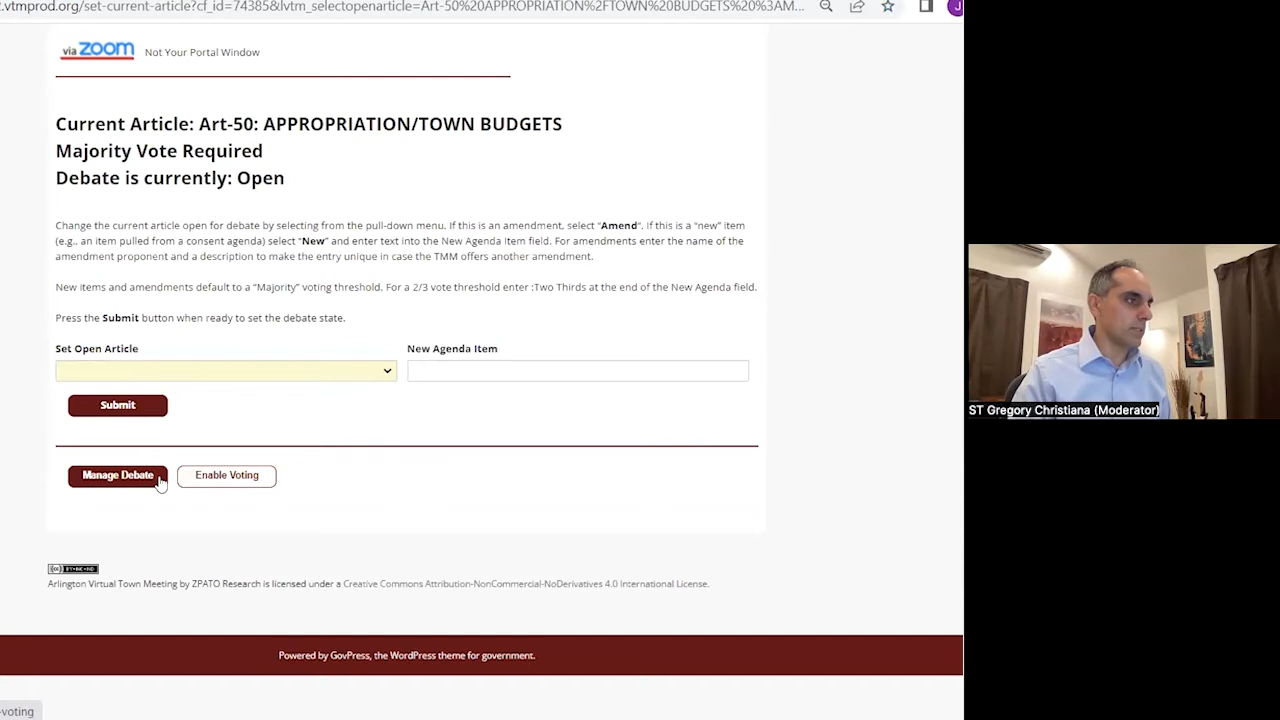 .vtmprod.org/set-current-article?cf_id=74385&lvtm_selectopenarticle=Art-50%20APPROPRIATION%2FTOWN%20BUDGETS%20%3AM...
J
via zoom Not Your Portal Window
Current Article: Art-50: APPROPRIATION/TOWN BUDGETS
Majority Vote Required
Debate is currently: Open
Change the current article open for debate by selecting from the pull-down menu. If this is an amendment, select "Amend". If this is a "new" item
(e.g.. an item pulled from a consent agenda) select "New" and enter text into the New Agenda Item field. For amendments enter the name of the
amendment proponent and a description to make the entry unique in case the TMM offers another amendment.
New items and amendments default to a "Majority" voting threshold. For a 2/3 vote threshold enter :Two Thirds at the end of the New Agenda field.
Press the Submit button when ready to set the debate state.
Set Open Article New Agenda Item
Submit
Manage Debate Enable Voting
ST Gregory Christiana (Moderator)
(cc) BY-NC-ND
Arlington Virtual Town Meeting by ZPATO Research is licensed under a Creative Commons Attribution-NonCommercial-NoDerivatives 4.0 International License.
Powered by GovPress, the WordPress theme for government.
-voting